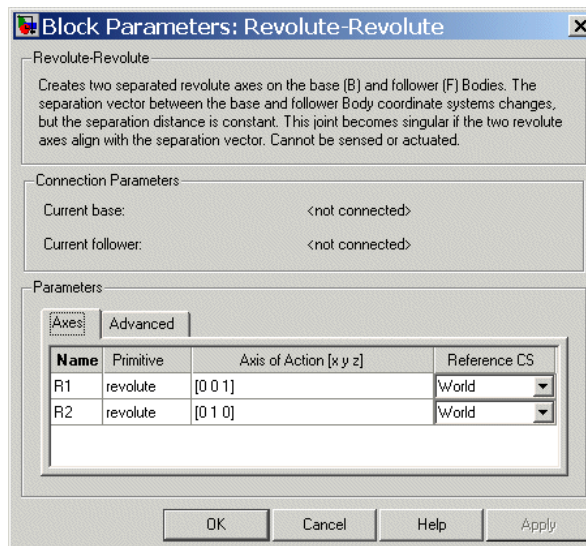 Block Parameters: Revolute-Revolute
Revolute-Revolute
Creates two separated revolute axes on the base (B) and follower (F) Bodies. The
separation vector between the base and follower Body coordinate systems changes,
but the separation distance is constant. This joint becomes singular if the two revolute
axes align with the separation vector. Cannot be sensed or actuated.
Connection Parameters
Current base: <not connected>
Current follower: <not connected>
Parameters
Axes Advanced
Name Primitive Axis of Action [x y z] Reference CS
R1 revolute [0 0 1] World
R2 revolute [0 1 0] World
OK Cancel Help Apply